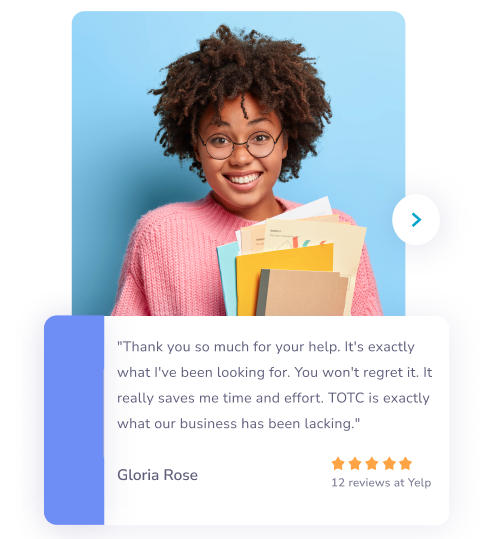 "Thank you so much for your help. It's exactly
what I've been looking for. You won't regret it. It
really saves me time and effort. TOTC is exactly
what our business has been lacking."
Gloria Rose
12 reviews at Yelp